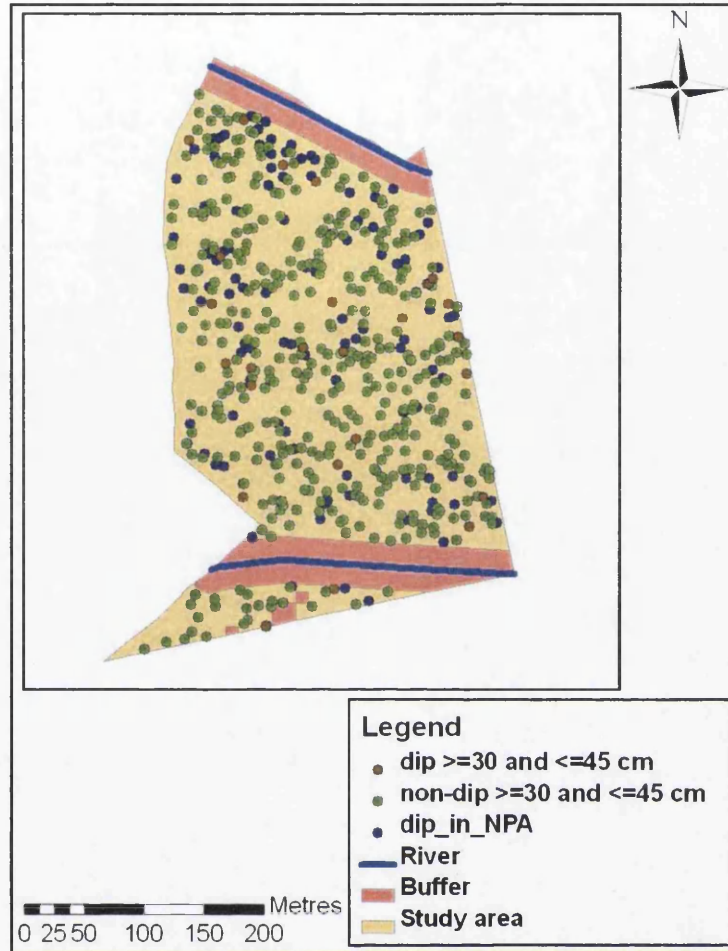 N
Legend
dip >=30 and <=45 cm
non-dip >=30 and <=45 cm
dip_in_NPA
River
Buffer
Study area
Metres
0 25 50 100 150 200